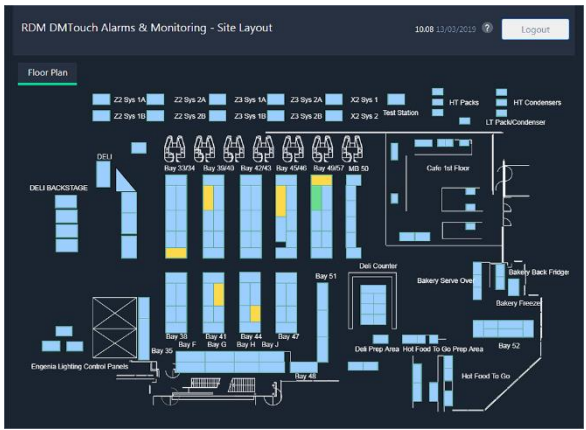 RDM DMTouch Alarms & Monitoring - Site Layout
10.08 13/03/2019 ? Logout
Floor Plan
Z2 Sys 1A Z2 Sys 2A Z3 Sys 1A Z3 Sys 2A X2 Sys 1
HT Packs HT Condensers
Z2 Sys 1B Z2 Sys 2B Z3 Sys 1B Z3 Sys 2B X2 Sys 2 Test Station
LT Pack/Condenser
DELI
Bay 33/34 Bay 39/40 Bay 42/43 Bay 45/46 Bay 49/57 MB 50
Cafe 1st Floor
DELI BACKSTAGE
Deli Counter
Bay 51
Bakery Serve Over
Bakery Back Fridge
Bakery Freezer
Bay 38 Bay 41 Bay 44 Bay 47
Bay F Bay G Bay H Bay J
Bay 35
Deli Prep Area Hot Food To Go Prep Area
Bay 52
Engenia Lighting Control Panels
Bay 48
Hot Food To Go